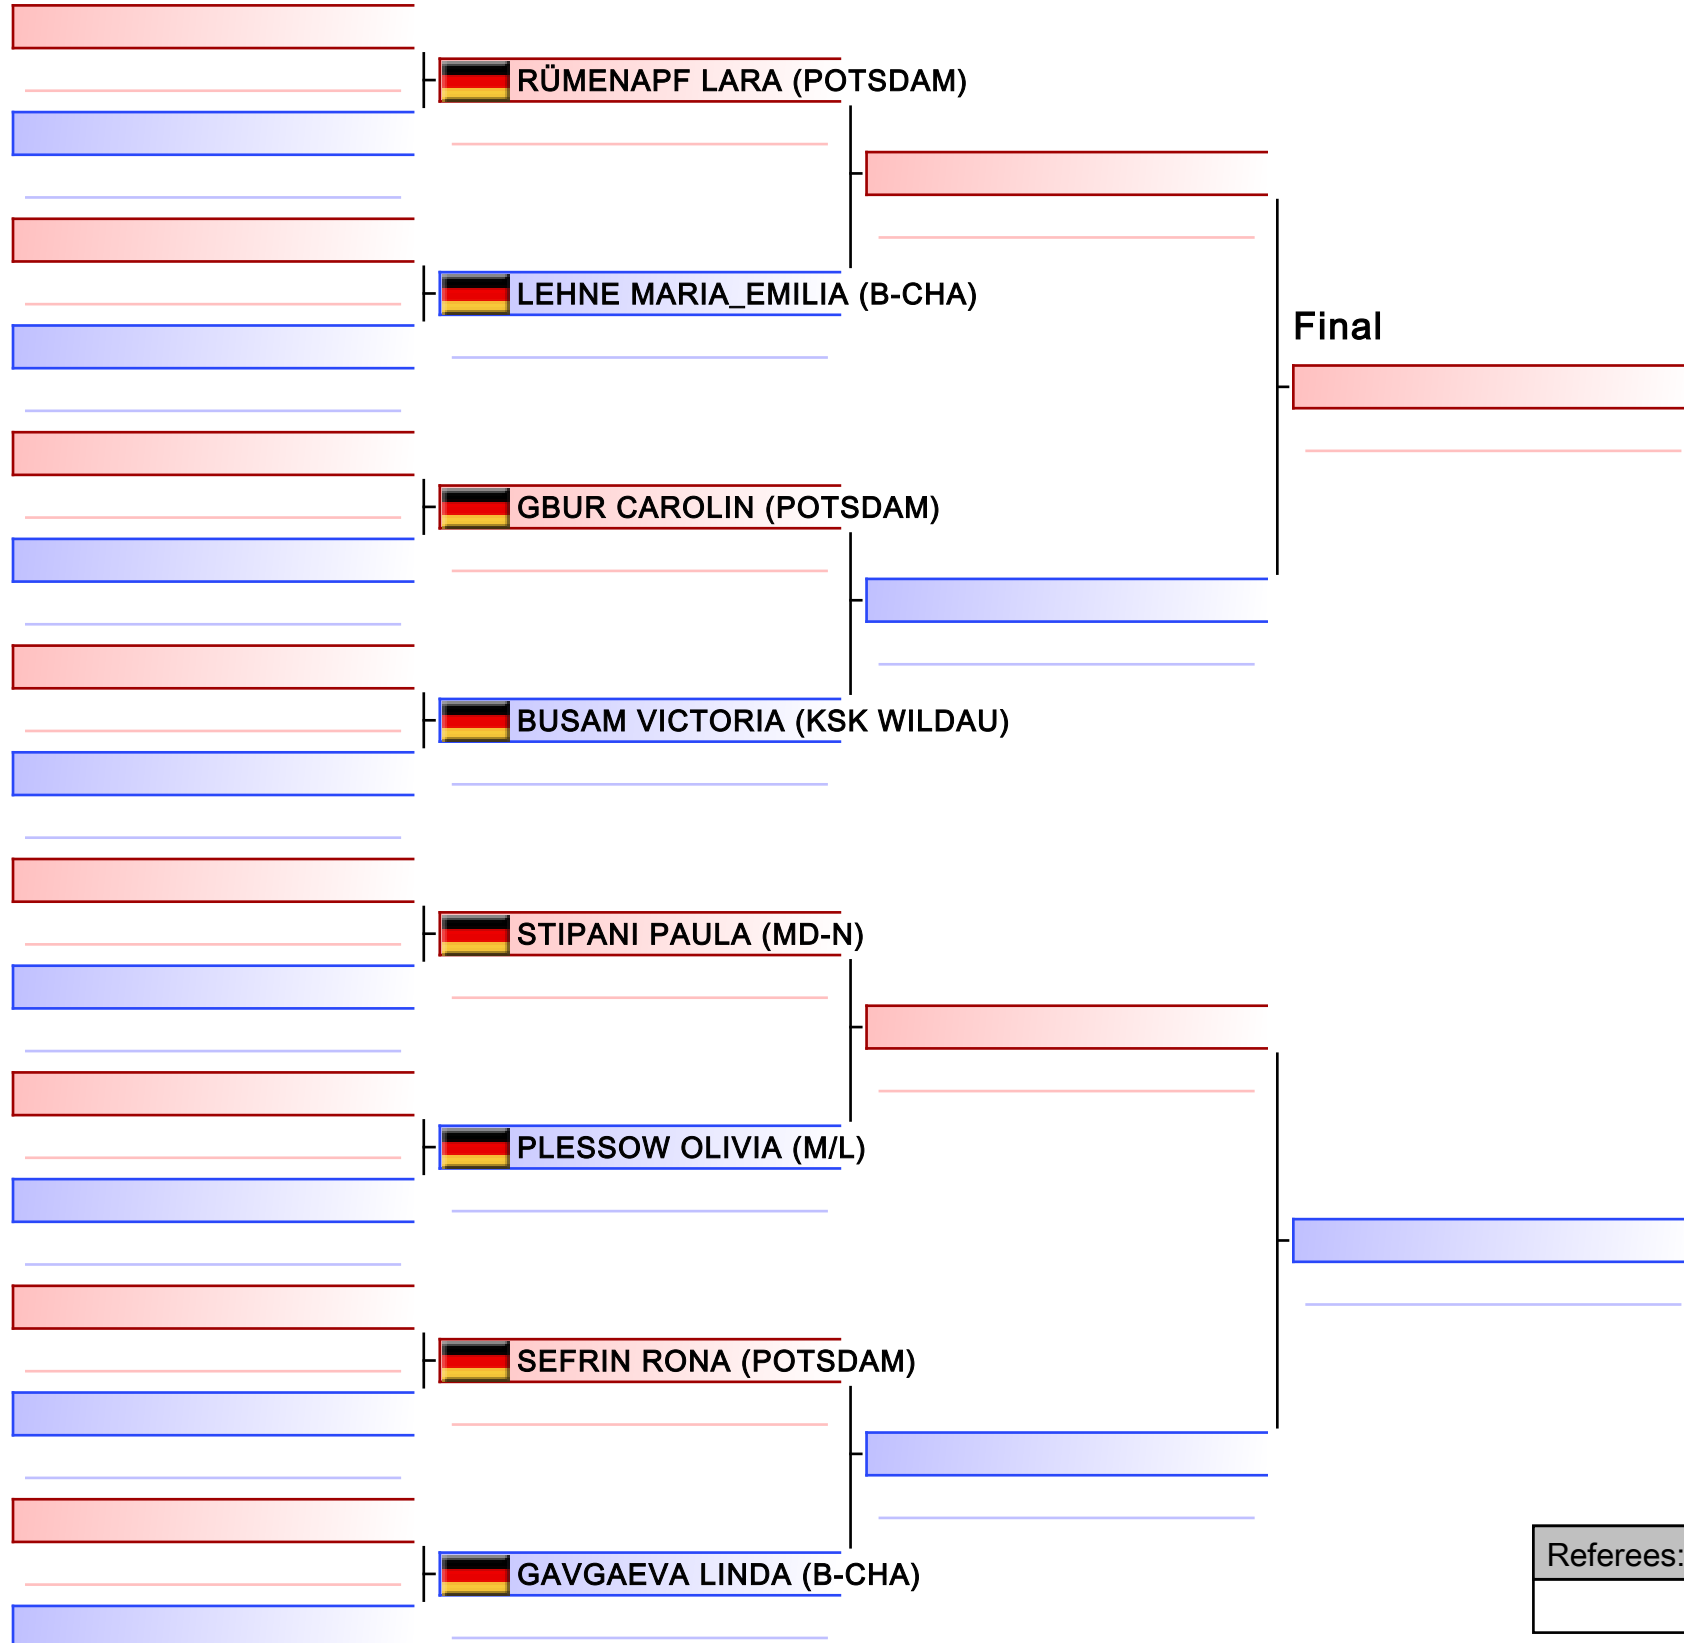 RÜMENAPF LARA (POTSDAM)
LEHNE MARIA_EMILIA (B-CHA)
Final
GBUR CAROLIN (POTSDAM)
BUSAM VICTORIA (KSK WILDAU)
STIPANI PAULA (MD-N)
PLESSOW OLIVIA (M/L)
SEFRIN RONA (POTSDAM)
GAVGAEVA LINDA (B-CHA)
Referees: